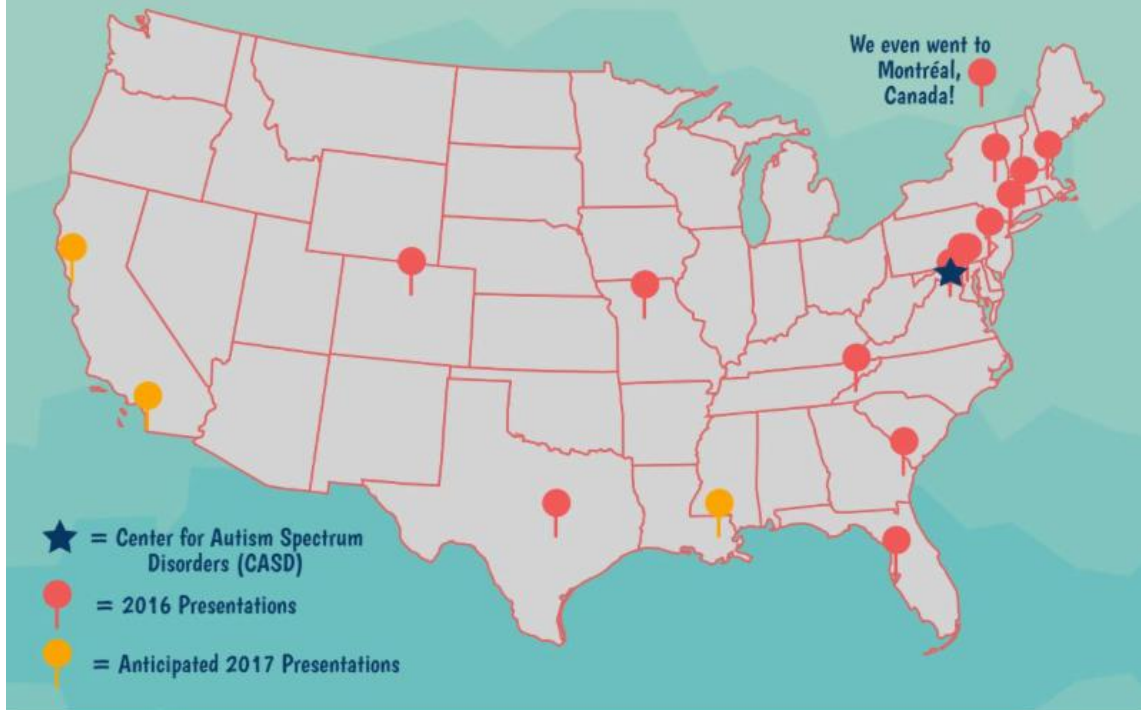 We even went to
Montréal,
Canada!
= Center for Autism Spectrum
Disorders (CASD)
= 2016 Presentations
= Anticipated 2017 Presentations